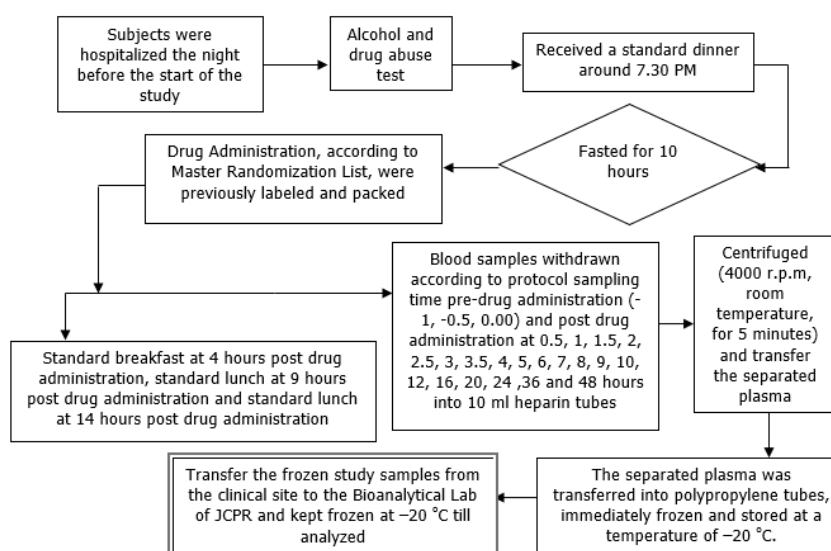 Subjects were
hospitalized the night
before the start of the
study
Alcohol and
drug abuse
test
Received a standard dinner
around 7.30 PM
Fasted for 10
hours
Drug Administration, according to
Master Randomization List, were
previously labeled and packed
Standard breakfast at 4 hours post drug
administration, standard lunch at 9 hours
post drug administration and standard lunch
at 14 hours post drug administration
Blood samples withdrawn
according to protocol sampling
time pre-drug administration (-
1, -0.5, 0.00) and post drug
administration at 0.5, 1, 1.5, 2,
2.5, 3, 3.5, 4, 5, 6, 7, 8, 9, 10,
12, 16, 20, 24 ,36 and 48 hours
into 10 ml heparin tubes
Centrifuged
(4000 r.p.m,
room
temperature,
for 5 minutes)
and transfer
the separated
plasma
The separated plasma was
transferred into polypropylene tubes,
immediately frozen and stored at a
temperature of –20 °C.
Transfer the frozen study samples from
the clinical site to the Bioanalytical Lab
of JCPR and kept frozen at –20 °C till
analyzed